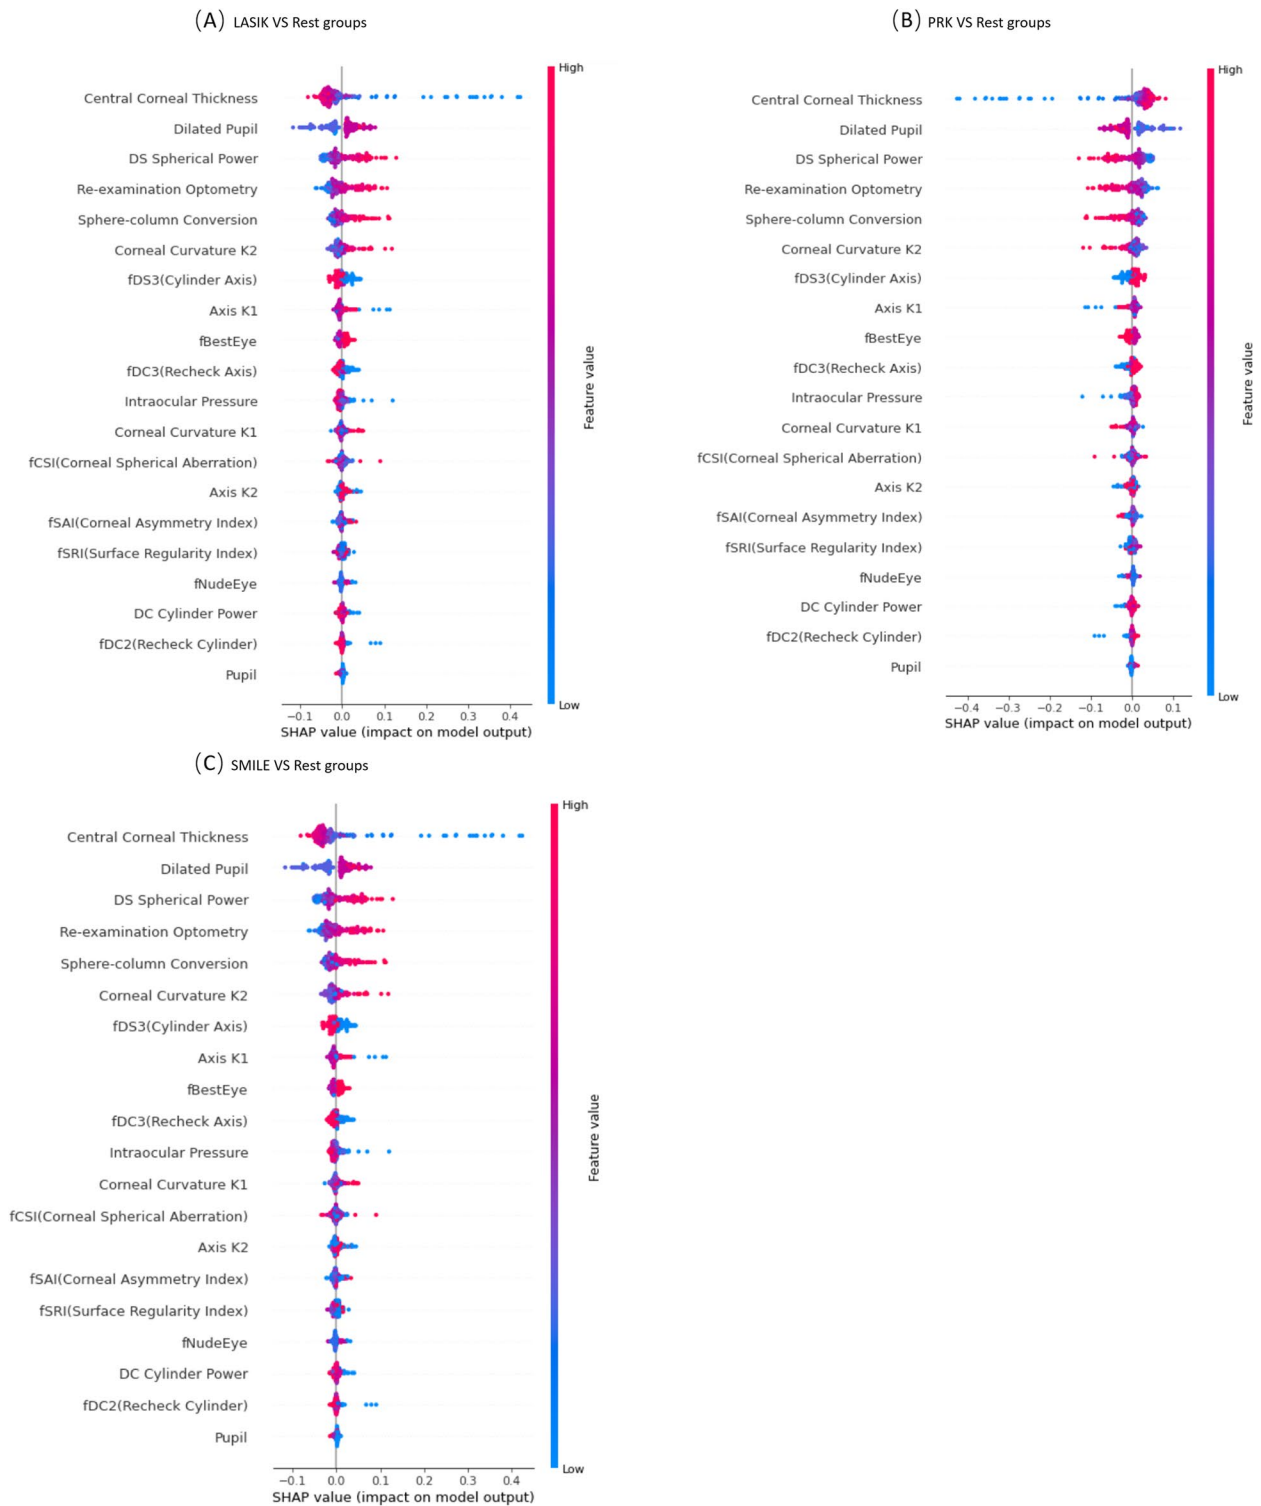 (A) LASIK VS Rest groups
High
Central Corneal Thickness
Dilated Pupil
DS Spherical Power
Re-examination Optometry
Sphere-column Conversion
Corneal Curvature K2
fDS3(Cylinder Axis)
Axis K1
fBestEye
fDC3(Recheck Axis)
Intraocular Pressure
Corneal Curvature K1
fCSI(Corneal Spherical Aberration)
Axis K2
fSAI(Corneal Asymmetry Index)
fSRI(Surface Regularity Index)
fNudeEye
DC Cylinder Power
fDC2(Recheck Cylinder)
Pupil
Feature value
Low
−0.1 0.0 0.1 0.2 0.3 0.4
SHAP value (impact on model output)
(B) PRK VS Rest groups
High
Central Corneal Thickness
Dilated Pupil
DS Spherical Power
Re-examination Optometry
Sphere-column Conversion
Corneal Curvature K2
fDS3(Cylinder Axis)
Axis K1
fBestEye
fDC3(Recheck Axis)
Intraocular Pressure
Corneal Curvature K1
fCSI(Corneal Spherical Aberration)
Axis K2
fSAI(Corneal Asymmetry Index)
fSRI(Surface Regularity Index)
fNudeEye
DC Cylinder Power
fDC2(Recheck Cylinder)
Pupil
Feature value
Low
−0.4 −0.3 −0.2 −0.1 0.0 0.1
SHAP value (impact on model output)
(C) SMILE VS Rest groups
High
Central Corneal Thickness
Dilated Pupil
DS Spherical Power
Re-examination Optometry
Sphere-column Conversion
Corneal Curvature K2
fDS3(Cylinder Axis)
Axis K1
fBestEye
fDC3(Recheck Axis)
Intraocular Pressure
Corneal Curvature K1
fCSI(Corneal Spherical Aberration)
Axis K2
fSAI(Corneal Asymmetry Index)
fSRI(Surface Regularity Index)
fNudeEye
DC Cylinder Power
fDC2(Recheck Cylinder)
Pupil
Feature value
Low
−0.1 0.0 0.1 0.2 0.3 0.4
SHAP value (impact on model output)